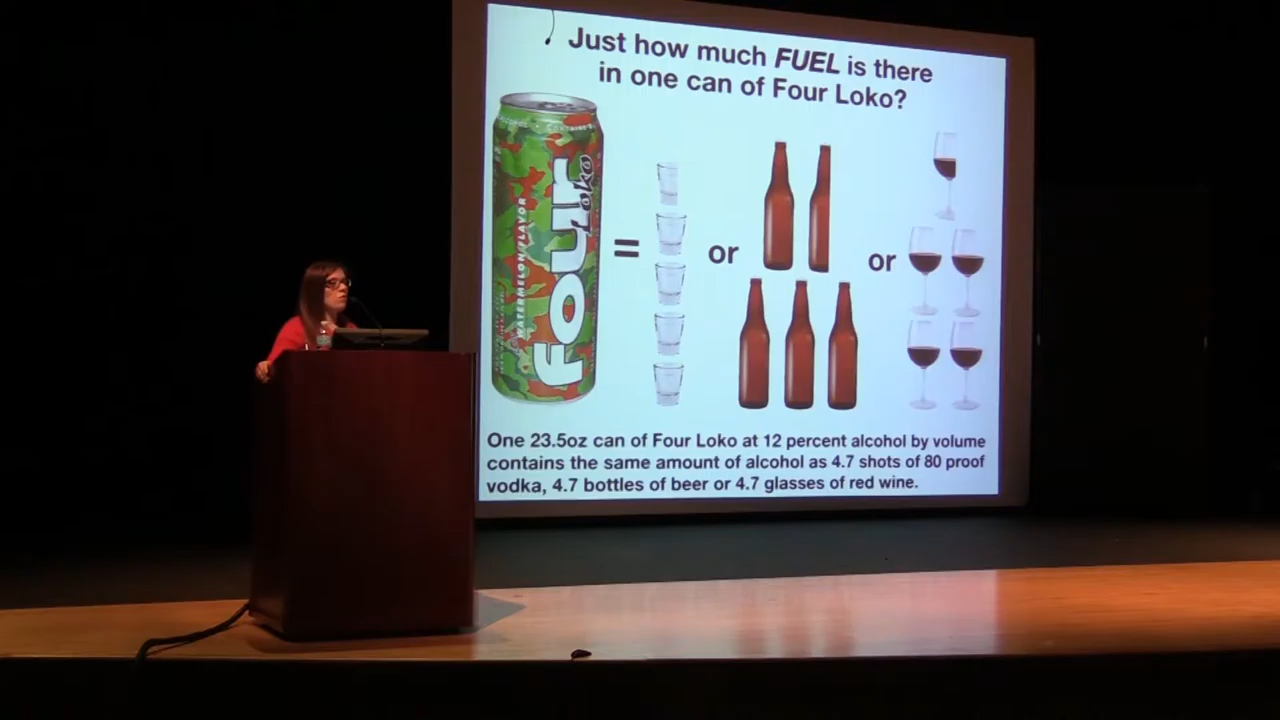 Just how much FUEL is there
in one can of Four Loko?
four
Loko
WATERMELON FLAVOR
=
or
or
One 23.5oz can of Four Loko at 12 percent alcohol by volume
contains the same amount of alcohol as 4.7 shots of 80 proof
vodka, 4.7 bottles of beer or 4.7 glasses of red wine.